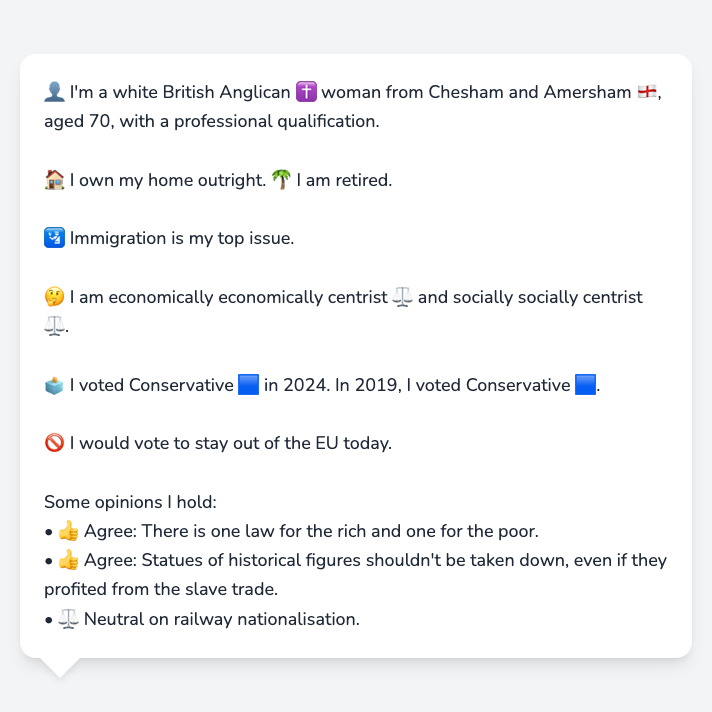 👤 I'm a white British Anglican ✝️ woman from Chesham and Amersham 🏴󠁧󠁢󠁥󠁮󠁧󠁿,
aged 70, with a professional qualification.
🏠 I own my home outright. 🌴 I am retired.
🛂 Immigration is my top issue.
🤔 I am economically economically centrist ⚖️ and socially socially centrist
⚖️.
🗳️ I voted Conservative 🟦 in 2024. In 2019, I voted Conservative 🟦.
🚫 I would vote to stay out of the EU today.
Some opinions I hold:
• 👍 Agree: There is one law for the rich and one for the poor.
• 👍 Agree: Statues of historical figures shouldn't be taken down, even if they
profited from the slave trade.
• ⚖️ Neutral on railway nationalisation.